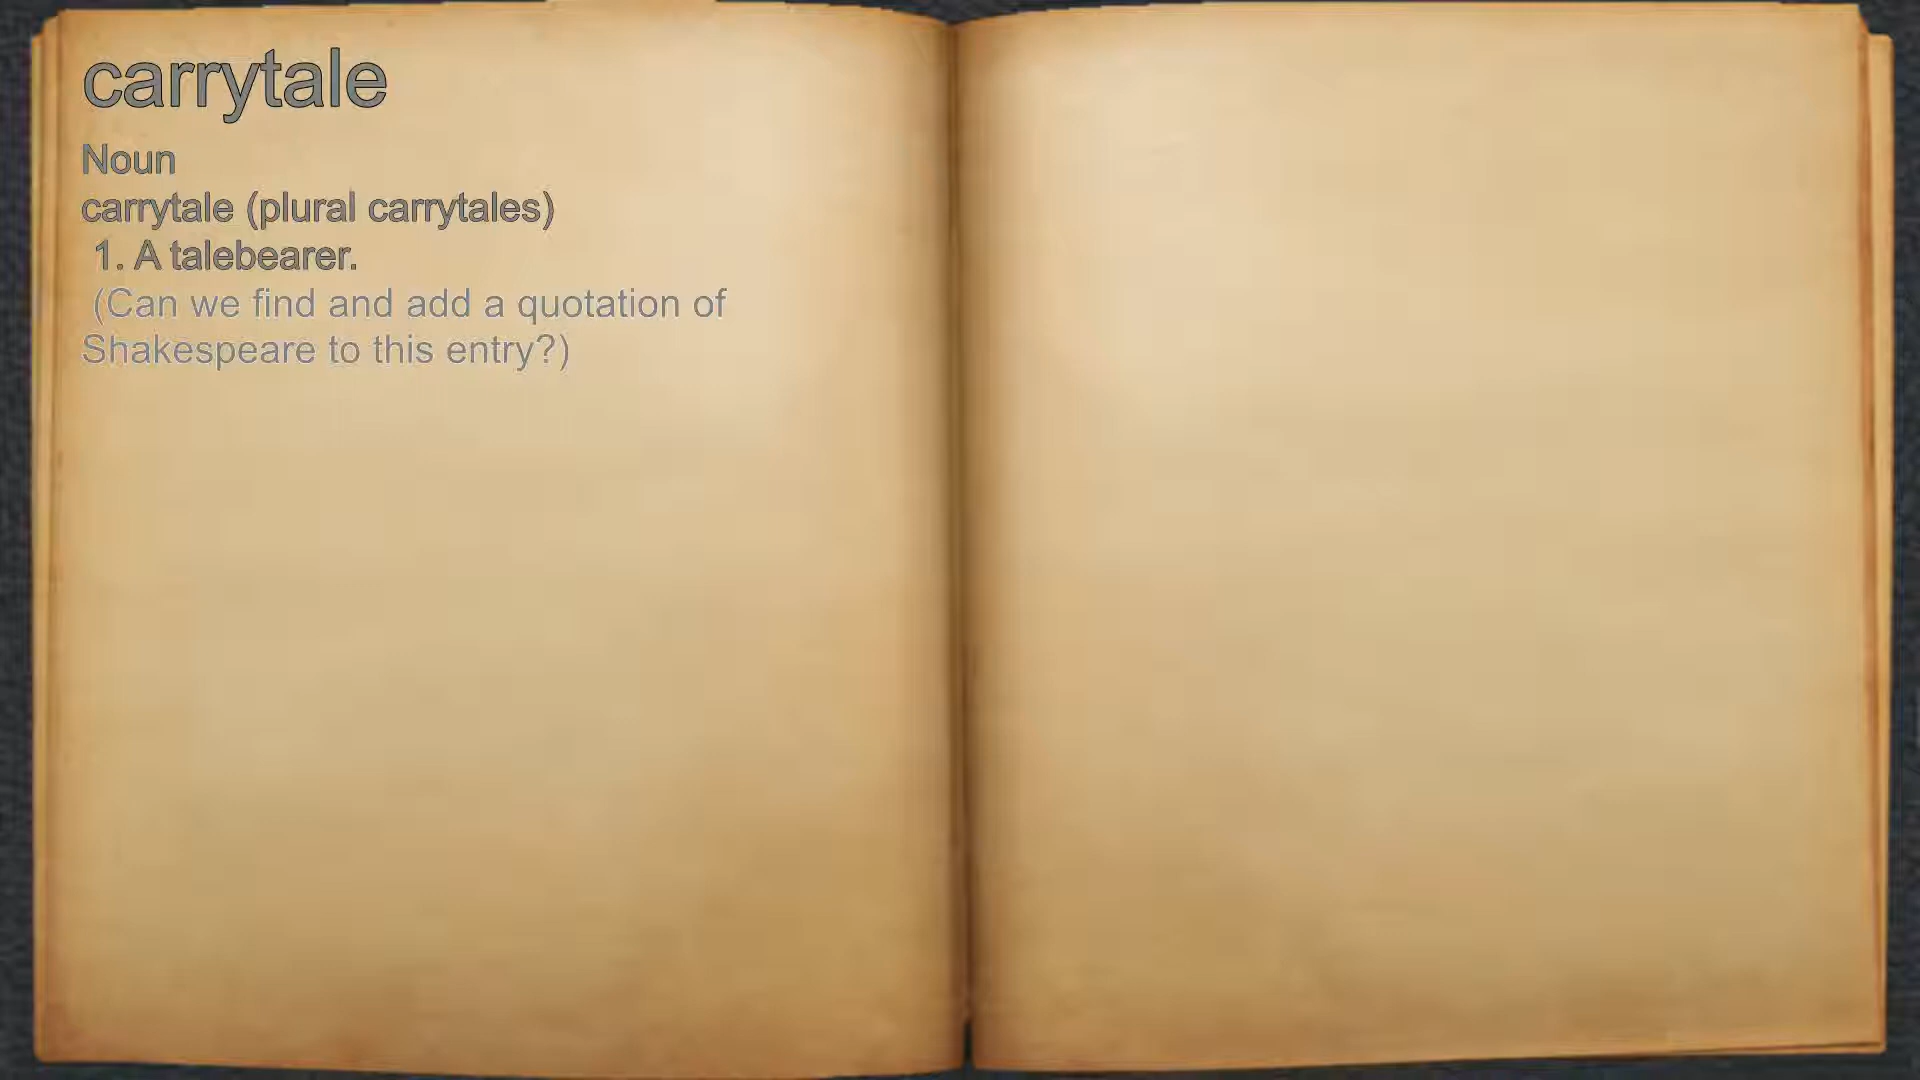 carrytale
Noun
carrytale (plural carrytales)
1. A talebearer.
(Can we find and add a quotation of
Shakespeare to this entry?)